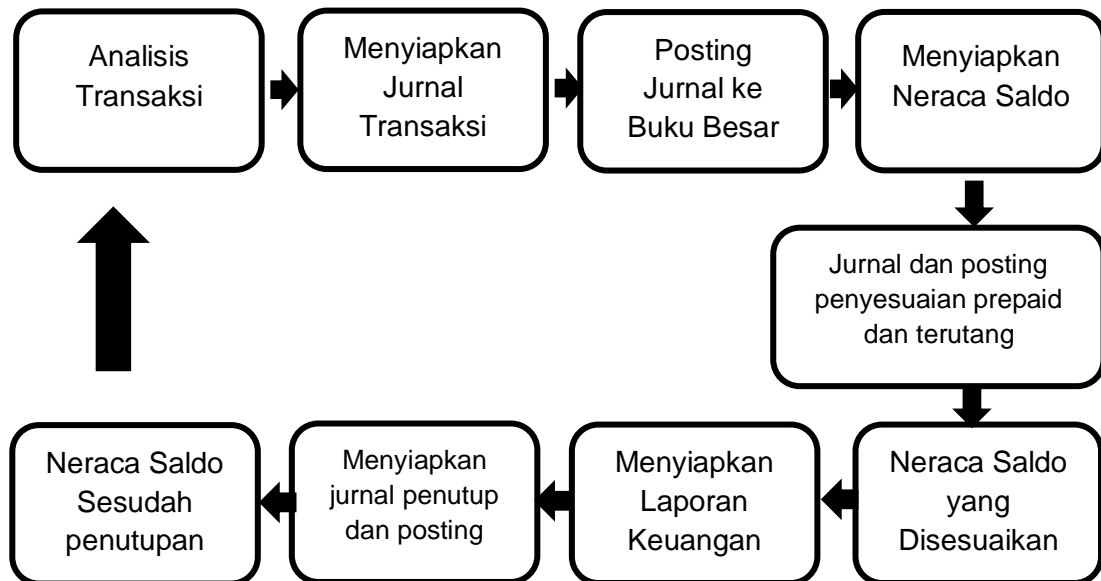 Analisis
Transaksi
Menyiapkan
Jurnal
Transaksi
Posting
Jurnal ke
Buku Besar
Menyiapkan
Neraca Saldo
Jurnal dan posting
penyesuaian prepaid
dan terutang
Neraca Saldo
yang
Disesuaikan
Menyiapkan
Laporan
Keuangan
Menyiapkan
jurnal penutup
dan posting
Neraca Saldo
Sesudah
penutupan